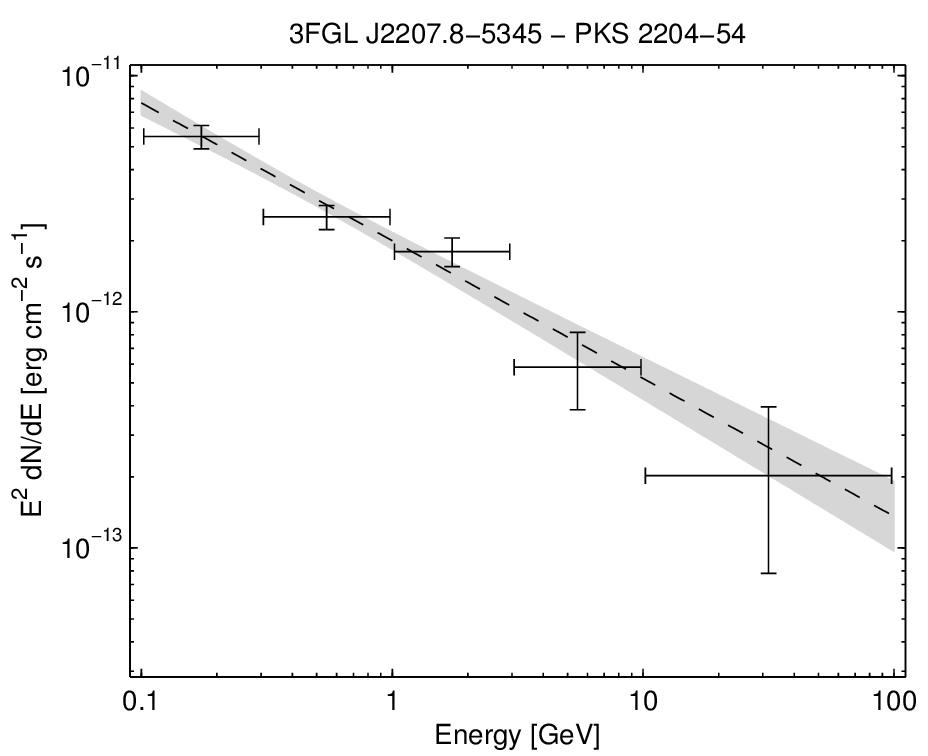 3FGL J2207.8−5345 − PKS 2204−54
E² dN/dE [erg cm⁻² s⁻¹]
10⁻¹¹
10⁻¹²
10⁻¹³
0.1 1 10 100
Energy [GeV]